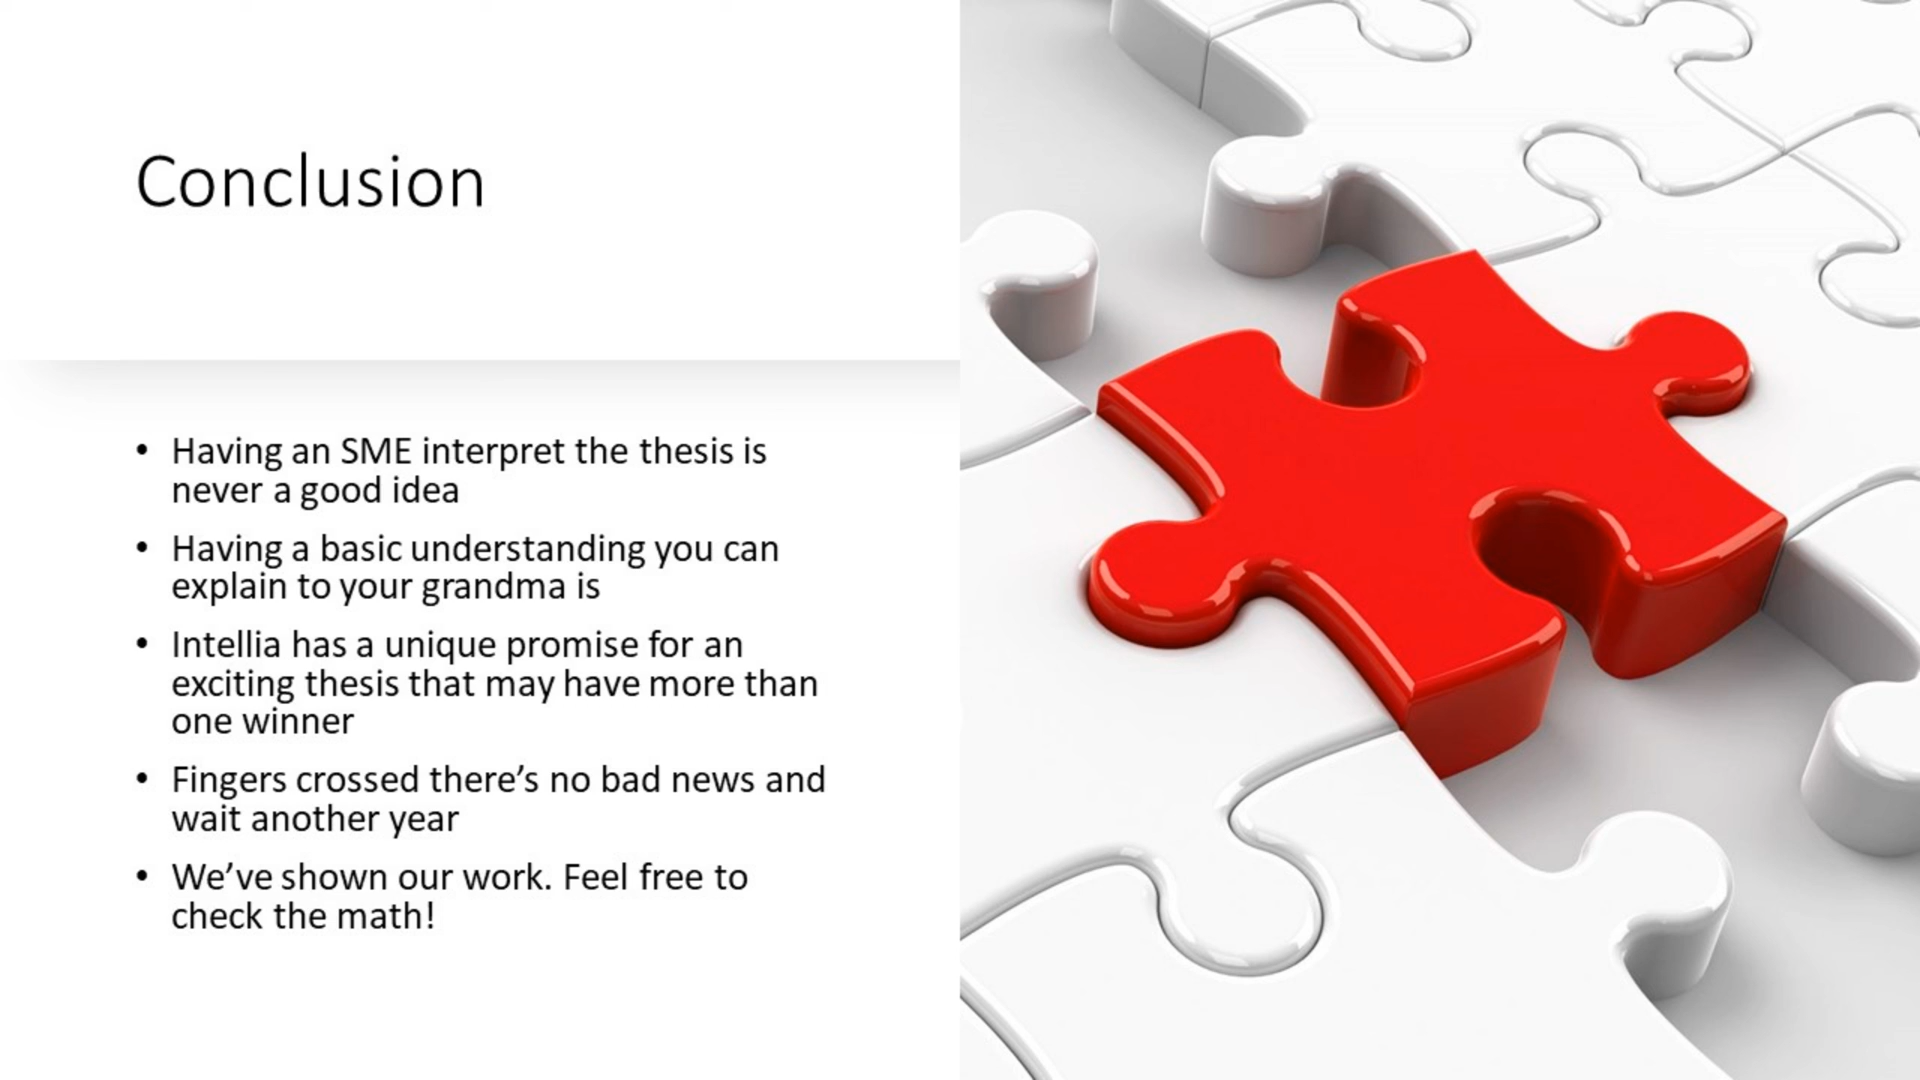 Conclusion
• Having an SME interpret the thesis is
never a good idea
• Having a basic understanding you can
explain to your grandma is
• Intellia has a unique promise for an
exciting thesis that may have more than
one winner
• Fingers crossed there’s no bad news and
wait another year
• We’ve shown our work. Feel free to
check the math!